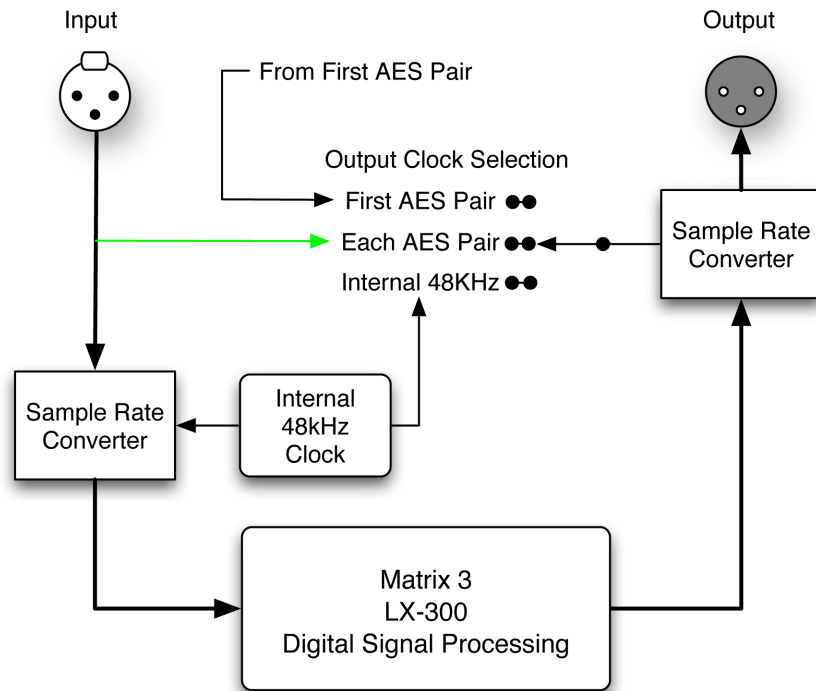 Input
Output
From First AES Pair
Output Clock Selection
First AES Pair
Each AES Pair
Internal 48KHz
Sample Rate
Converter
Sample Rate
Converter
Internal
48kHz
Clock
Matrix 3
LX-300
Digital Signal Processing